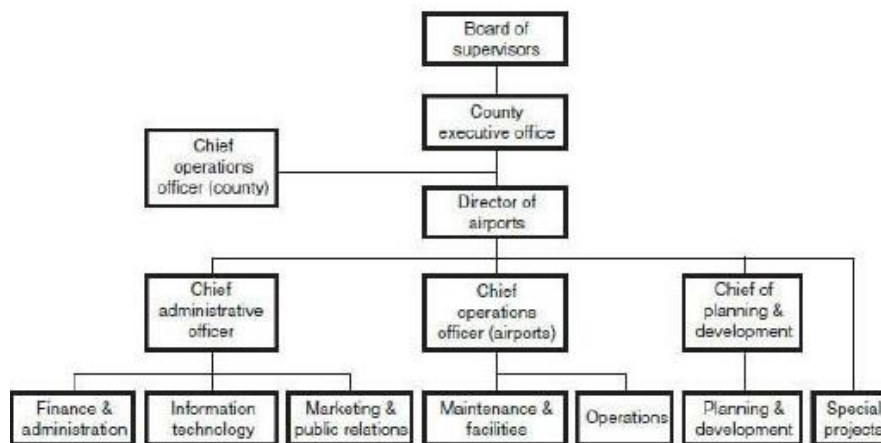 Board of
supervisors
County
executive office
Chief
operations
officer (county)
Director of
airports
Chief
administrative
officer
Chief
operations
officer (airports)
Chief of
planning &
development
Finance &
administration
Information
technology
Marketing &
public relations
Maintenance &
facilities
Operations
Planning &
development
Special
projects